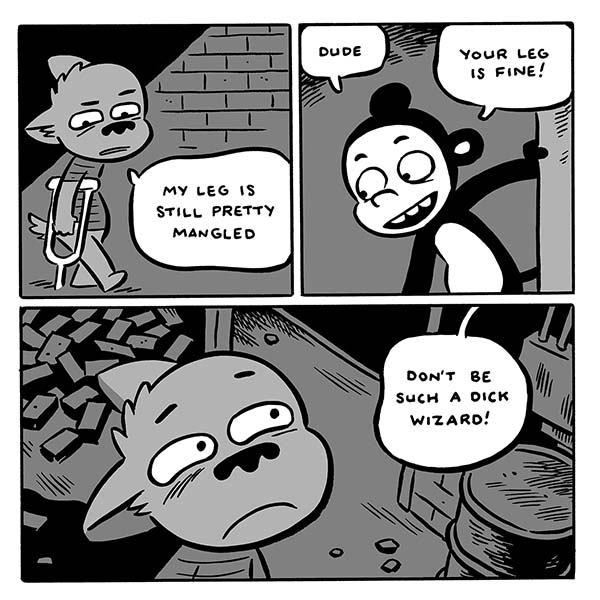 MY LEG IS
STILL PRETTY
MANGLED
DUDE
YOUR LEG
IS FINE!
DON'T BE
SUCH A DICK
WIZARD!